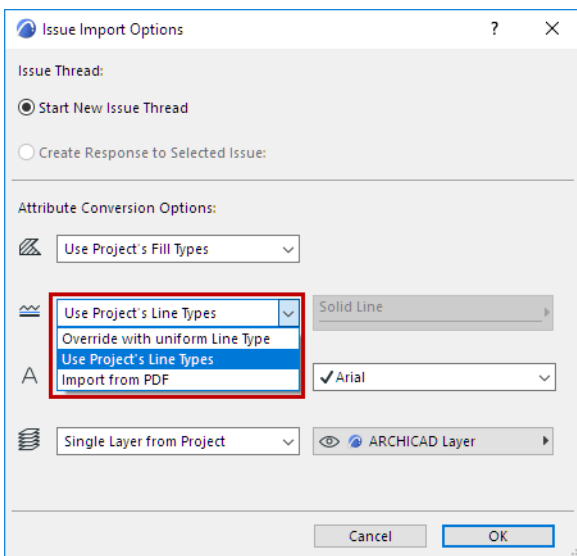 Issue Import Options ?
Issue Thread:
Start New Issue Thread
Create Response to Selected Issue:
Attribute Conversion Options:
Use Project's Fill Types
Use Project's Line Types Solid Line
Override with uniform Line Type
Use Project's Line Types
Import from PDF
A ✓ Arial
Single Layer from Project ARCHICAD Layer
Cancel OK